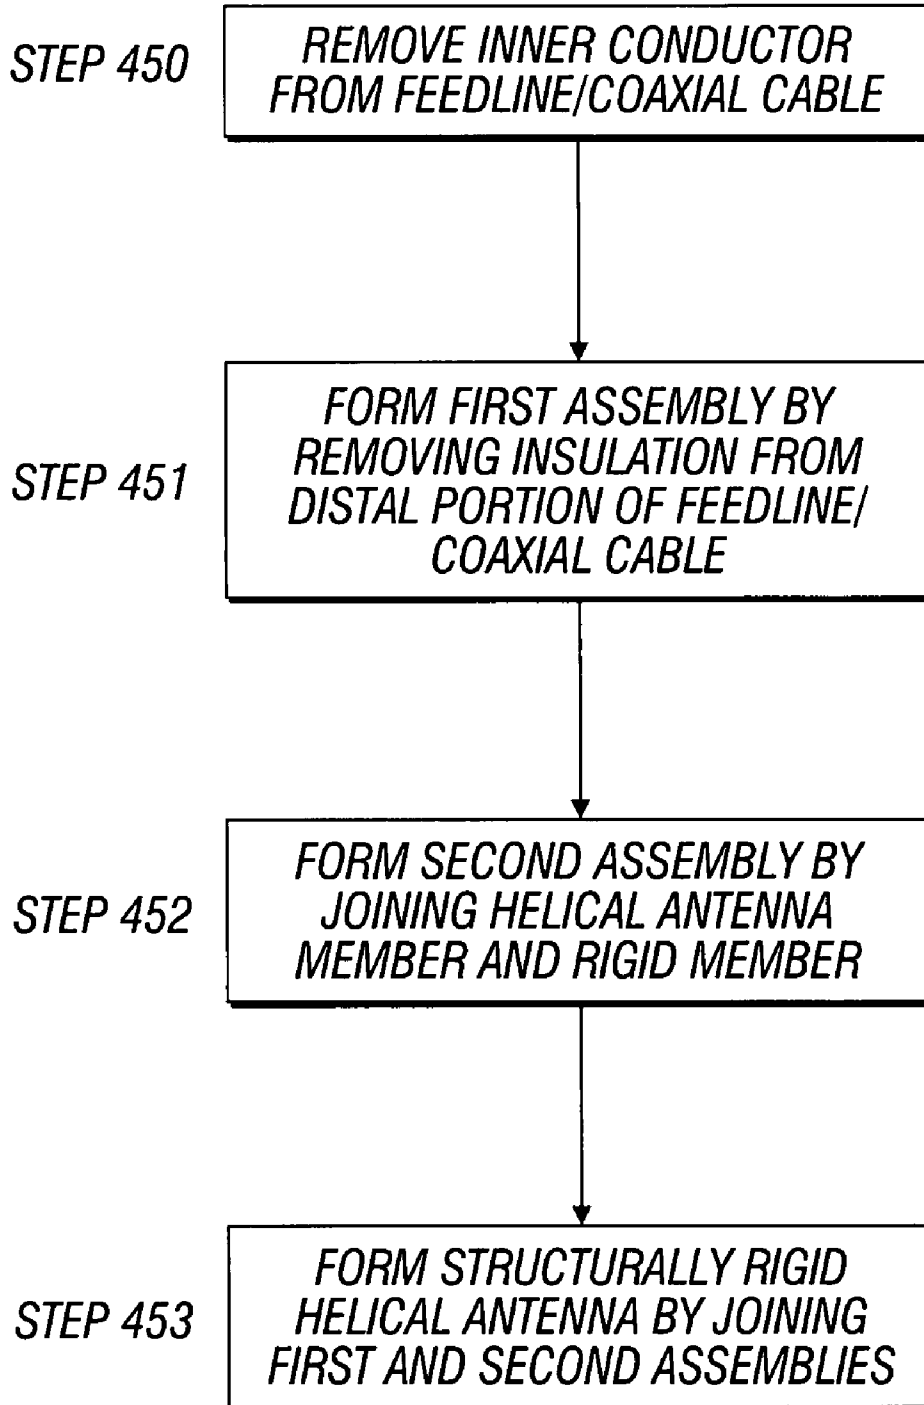 STEP 450
REMOVE INNER CONDUCTOR
FROM FEEDLINE/COAXIAL CABLE
STEP 451
FORM FIRST ASSEMBLY BY
REMOVING INSULATION FROM
DISTAL PORTION OF FEEDLINE/
COAXIAL CABLE
STEP 452
FORM SECOND ASSEMBLY BY
JOINING HELICAL ANTENNA
MEMBER AND RIGID MEMBER
STEP 453
FORM STRUCTURALLY RIGID
HELICAL ANTENNA BY JOINING
FIRST AND SECOND ASSEMBLIES